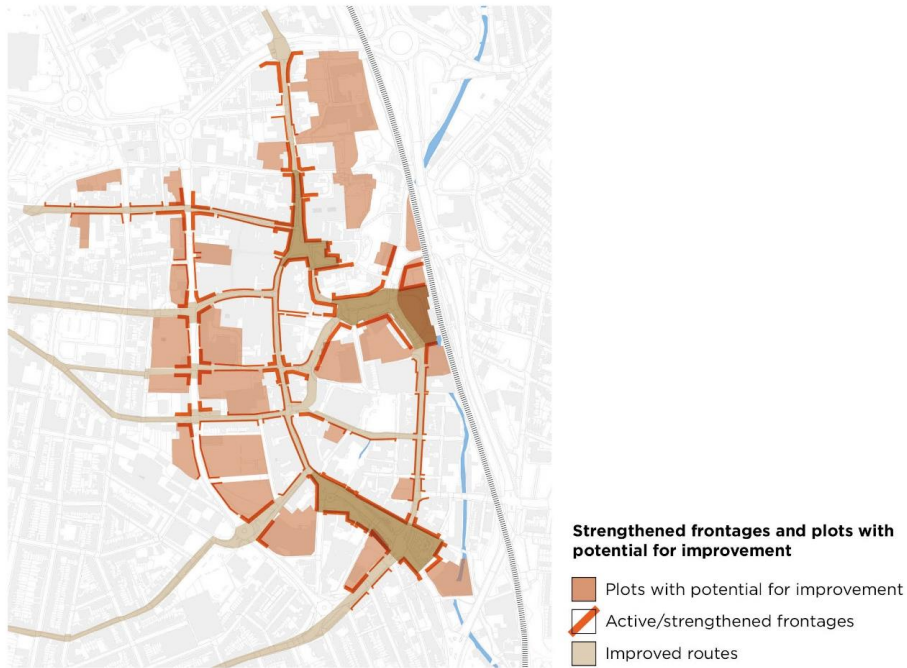 Strengthened frontages and plots with
potential for improvement
Plots with potential for improvement
Active/strengthened frontages
Improved routes